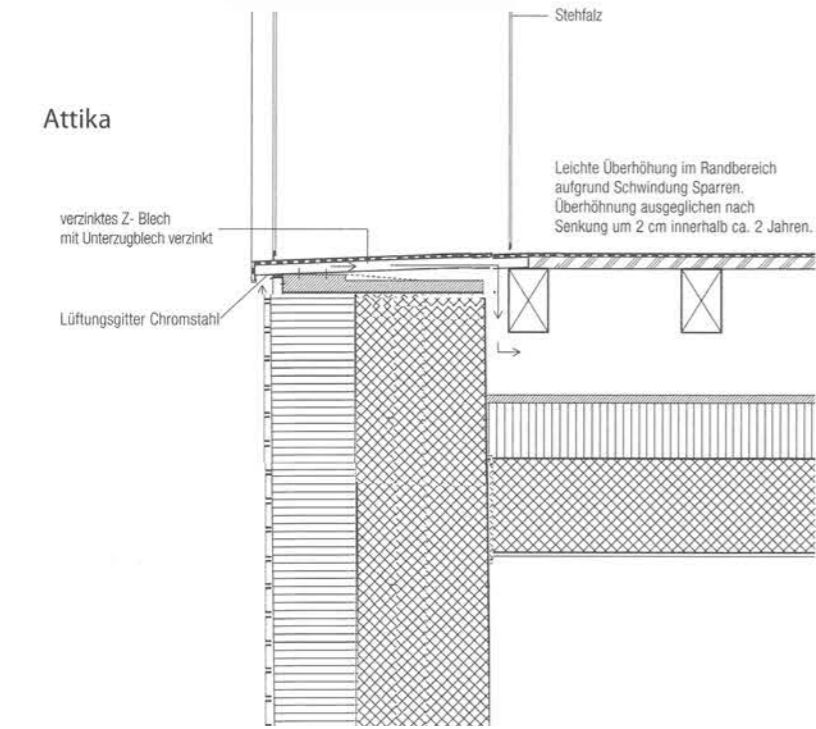 Stehfalz
Attika
Leichte Überhöhung im Randbereich
aufgrund Schwindung Sparren.
Überhöhnung ausgeglichen nach
Senkung um 2 cm innerhalb ca. 2 Jahren.
verzinktes Z- Blech
mit Unterzugblech verzinkt
Lüftungsgitter Chromstahl